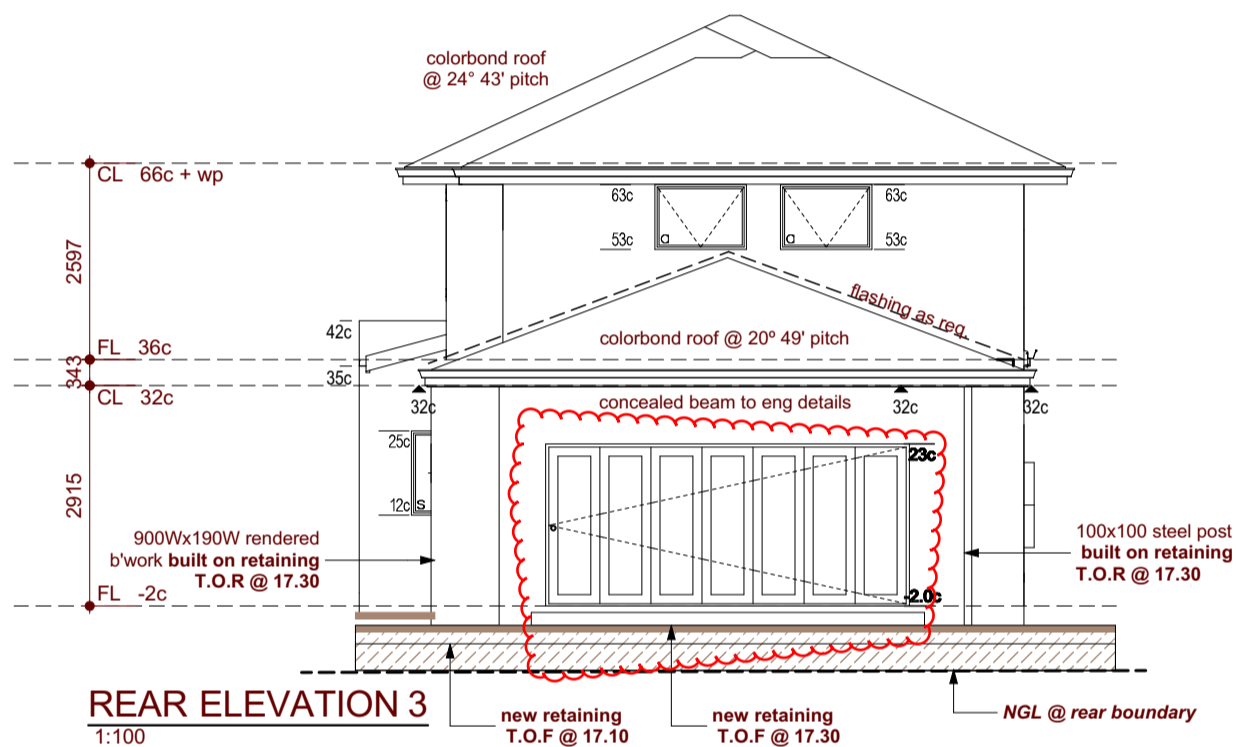 colorbond roof
@ 24° 43' pitch
CL 66c + wp
63c
63c
53c
a
a
53c
2597
flashing as req.
42c
colorbond roof @ 20° 49' pitch
FL 36c
343
35c
CL 32c
32c
concealed beam to eng details
32c
32c
25c
23c
2915
12c
s
900Wx190W rendered
b'work built on retaining
T.O.R @ 17.30
100x100 steel post
built on retaining
T.O.R @ 17.30
FL -2c
-2.0c
REAR ELEVATION 3
1:100
new retaining
T.O.F @ 17.10
new retaining
T.O.F @ 17.30
NGL @ rear boundary